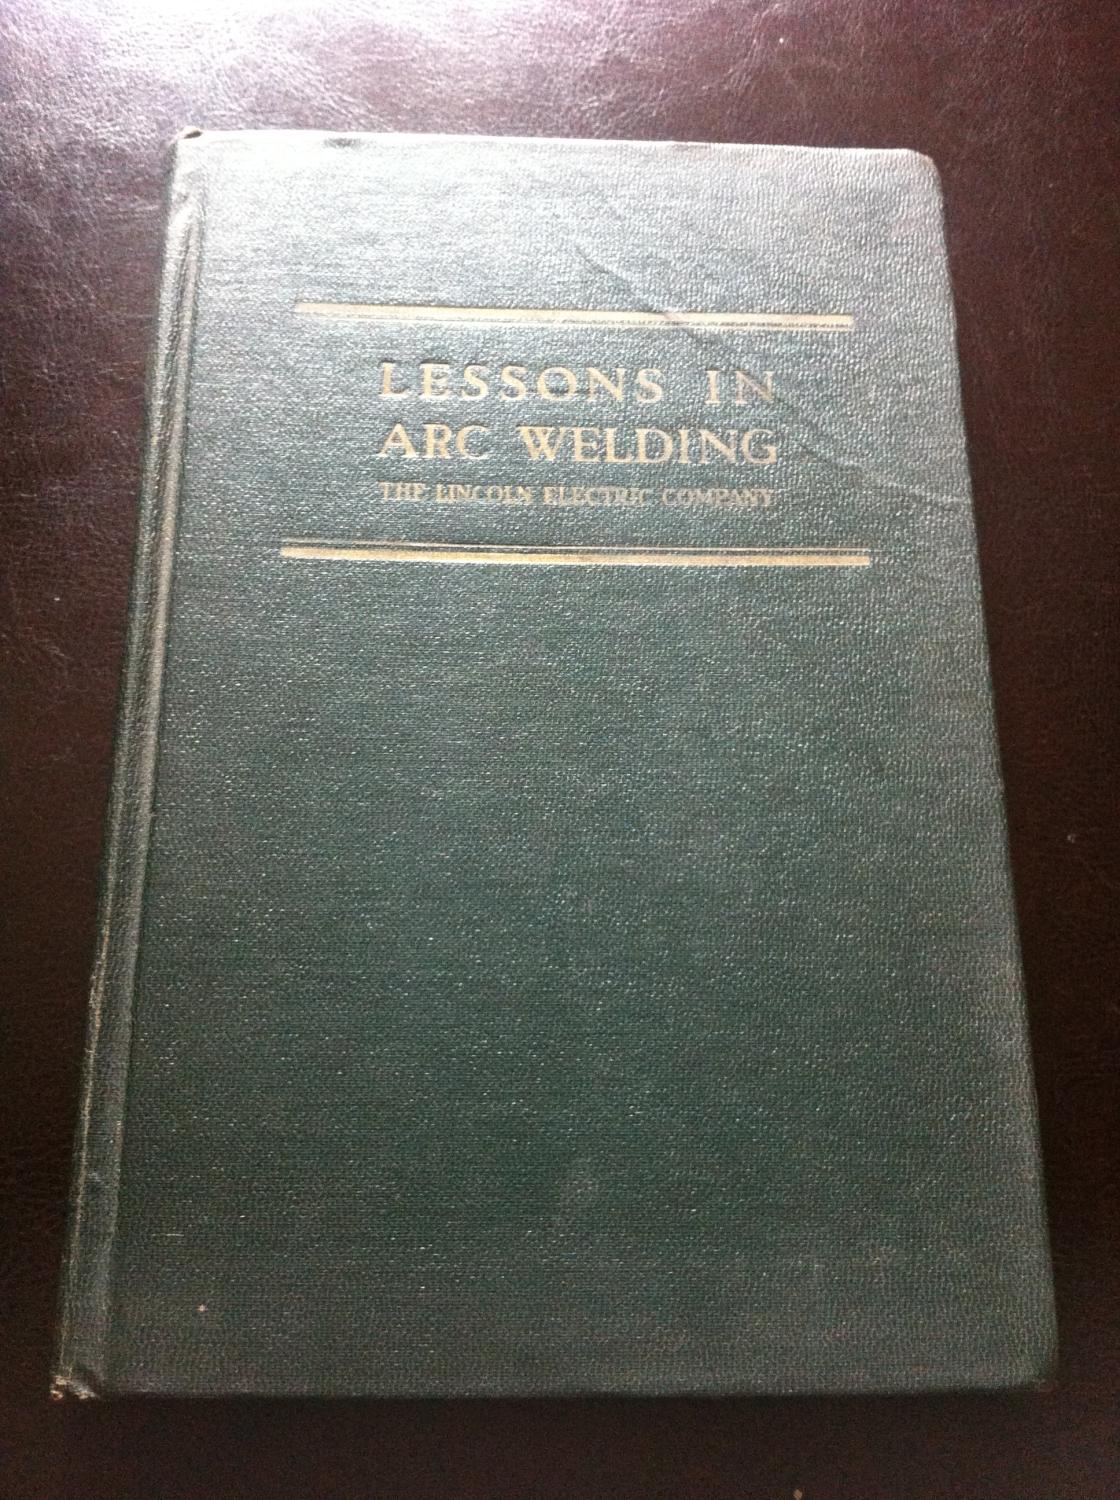 LESSONS IN
ARC WELDING
THE LINCOLN ELECTRIC COMPANY